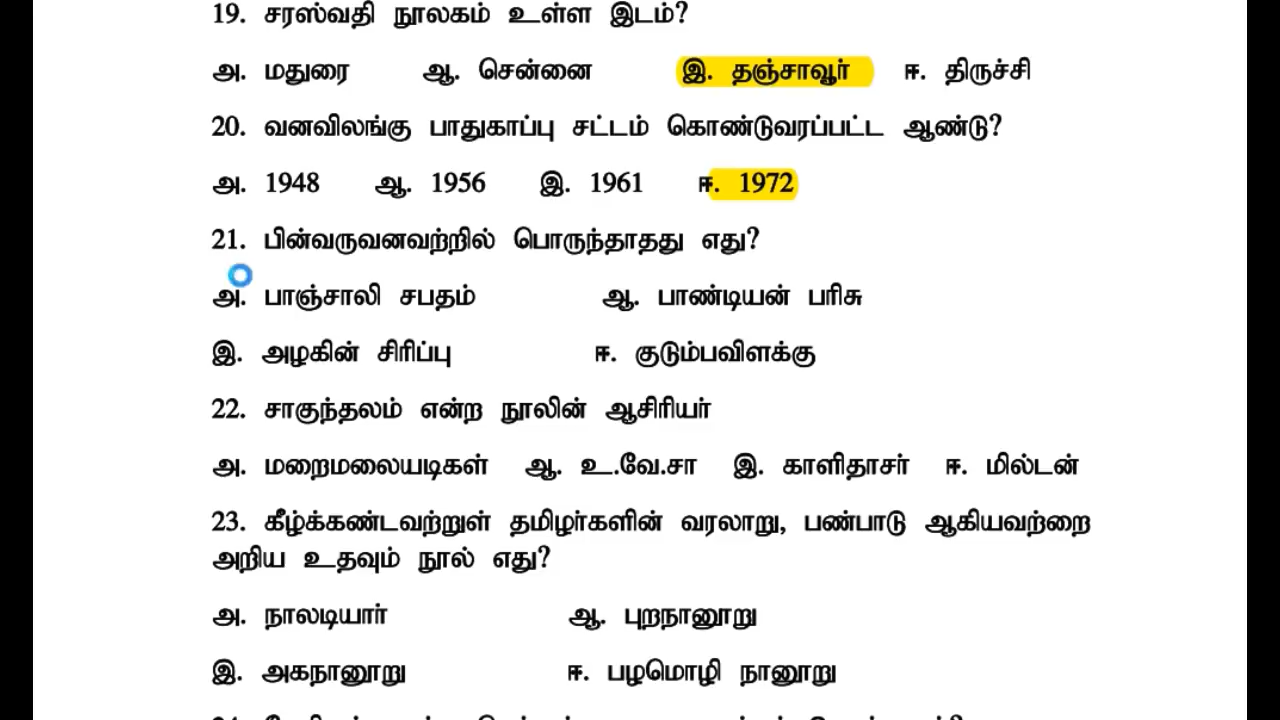 19. சரஸ்வதி நூலகம் உள்ள இடம்?
அ. மதுரை ஆ. சென்னை இ. தஞ்சாவூர் ஈ. திருச்சி
20. வனவிலங்கு பாதுகாப்பு சட்டம் கொண்டுவரப்பட்ட ஆண்டு?
அ. 1948 ஆ. 1956 இ. 1961 ஈ. 1972
21. பின்வருவனவற்றில் பொருந்தாதது எது?
அ. பாஞ்சாலி சபதம் ஆ. பாண்டியன் பரிசு
இ. அழகின் சிரிப்பு ஈ. குடும்பவிளக்கு
22. சாகுந்தலம் என்ற நூலின் ஆசிரியர்
அ. மறைமலையடிகள் ஆ. உ.வே.சா இ. காளிதாசர் ஈ. மில்டன்
23. கீழ்க்கண்டவற்றுள் தமிழர்களின் வரலாறு, பண்பாடு ஆகியவற்றை
அறிய உதவும் நூல் எது?
அ. நாலடியார் ஆ. புறநானூறு
இ. அகநானூறு ஈ. பழமொழி நானூறு